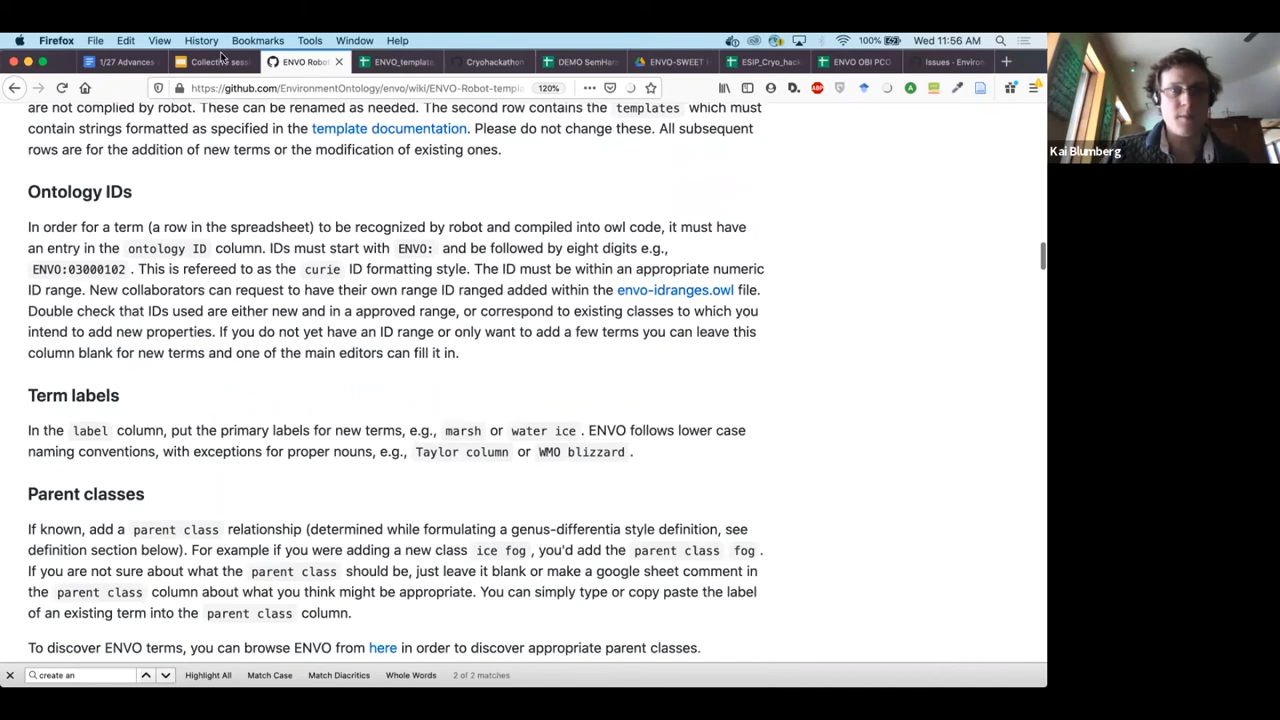 Firefox File Edit View History Bookmarks Tools Window Help 100% Wed 11:56 AM
1/27 Advances Collective sessi ENVO Robot ENVO_template Cryohackathon DEMO SemHarm ENVO-SWEET ESIP_Cryo_hack ENVO OBI PCO Issues · Environ
https://github.com/EnvironmentOntology/envo/wiki/ENVO-Robot-templ 120%
Kai Blumberg
are not complied by robot. These can be renamed as needed. The second row contains the templates which must
contain strings formatted as specified in the template documentation. Please do not change these. All subsequent
rows are for the addition of new terms or the modification of existing ones.
Ontology IDs
In order for a term (a row in the spreadsheet) to be recognized by robot and compiled into owl code, it must have
an entry in the ontology ID column. IDs must start with ENVO: and be followed by eight digits e.g.,
ENVO:03000102 . This is refereed to as the curie ID formatting style. The ID must be within an appropriate numeric
ID range. New collaborators can request to have their own range ID ranged added within the envo-idranges.owl file.
Double check that IDs used are either new and in a approved range, or correspond to existing classes to which you
intend to add new properties. If you do not yet have an ID range or only want to add a few terms you can leave this
column blank for new terms and one of the main editors can fill it in.
Term labels
In the label column, put the primary labels for new terms, e.g., marsh or water ice . ENVO follows lower case
naming conventions, with exceptions for proper nouns, e.g., Taylor column or WMO blizzard .
Parent classes
If known, add a parent class relationship (determined while formulating a genus-differentia style definition, see
definition section below). For example if you were adding a new class ice fog , you'd add the parent class fog .
If you are not sure about what the parent class should be, just leave it blank or make a google sheet comment in
the parent class column about what you think might be appropriate. You can simply type or copy paste the label
of an existing term into the parent class column.
To discover ENVO terms, you can browse ENVO from here in order to discover appropriate parent classes.
create an Highlight All Match Case Match Diacritics Whole Words 2 of 2 matches